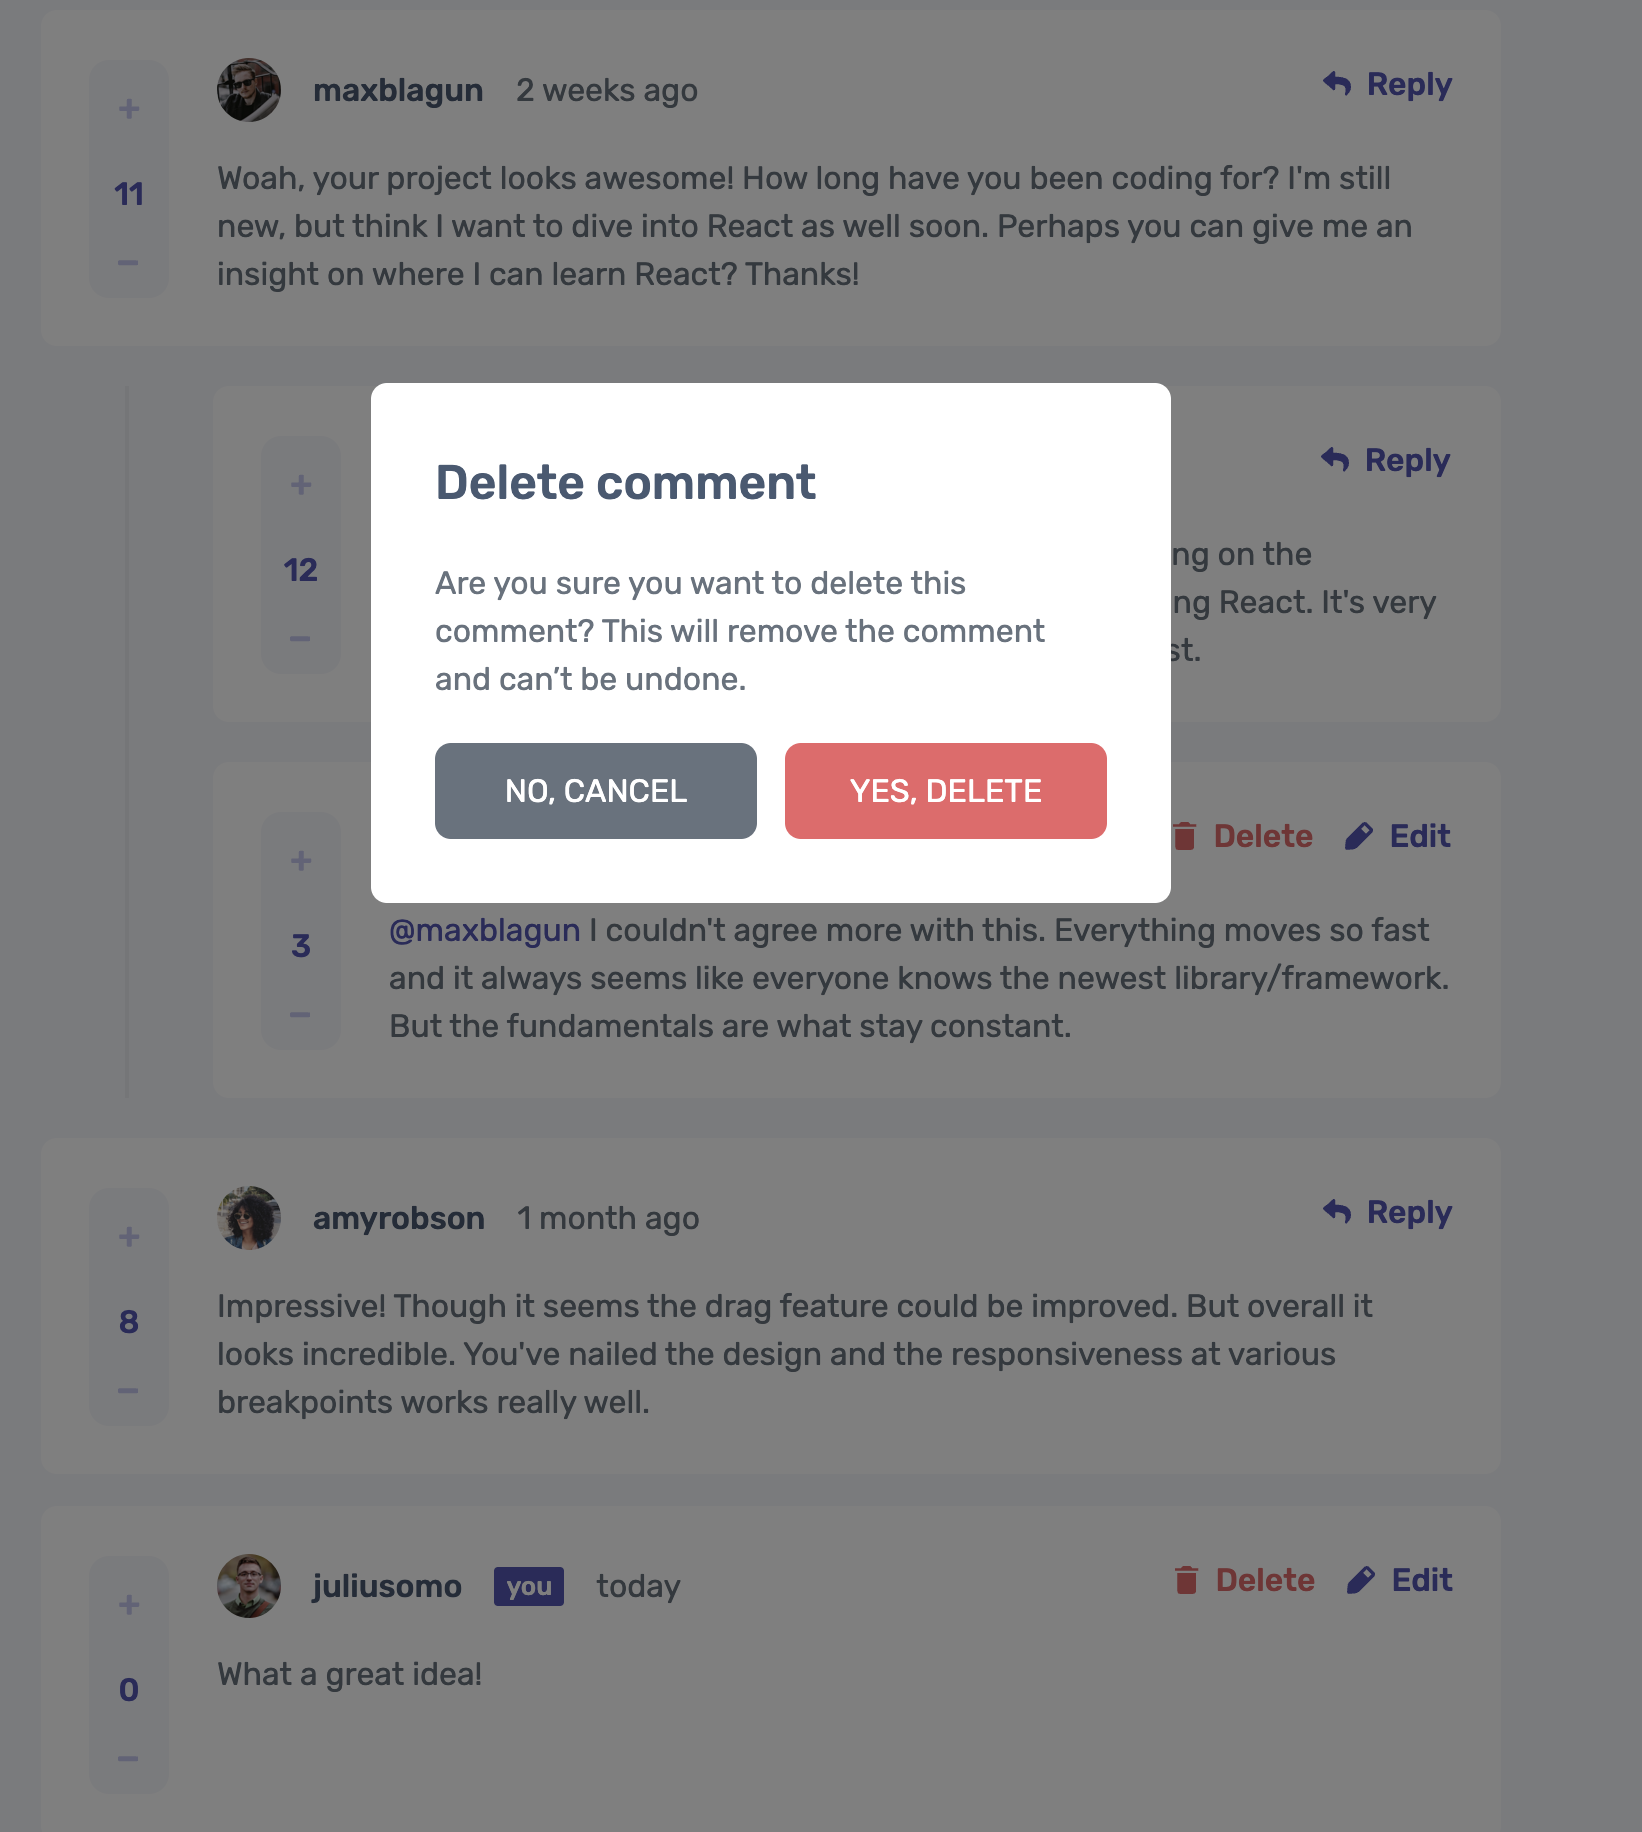 maxblagun 2 weeks ago Reply
+
11
−
Woah, your project looks awesome! How long have you been coding for? I'm still
new, but think I want to dive into React as well soon. Perhaps you can give me an
insight on where I can learn React? Thanks!
Reply
+
12
−
on the
React. It's very
Delete comment
Are you sure you want to delete this
comment? This will remove the comment
and can’t be undone.
NO, CANCEL YES, DELETE
Delete Edit
+
3
−
@maxblagun I couldn't agree more with this. Everything moves so fast
and it always seems like everyone knows the newest library/framework.
But the fundamentals are what stay constant.
amyrobson 1 month ago Reply
+
8
−
Impressive! Though it seems the drag feature could be improved. But overall it
looks incredible. You've nailed the design and the responsiveness at various
breakpoints works really well.
juliusomo you today Delete Edit
+
0
−
What a great idea!